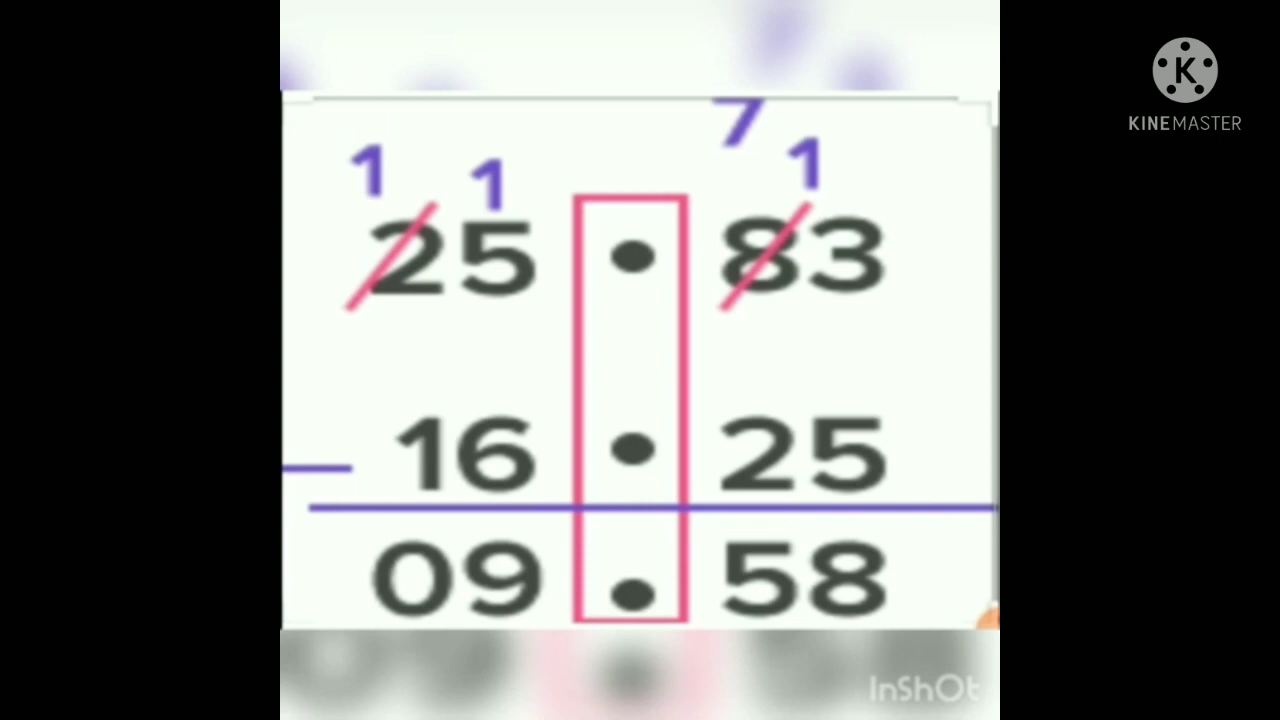 K
KINEMASTER
7
1 1 1
25 . 83
— 16 . 25
09 . 58
InShOt